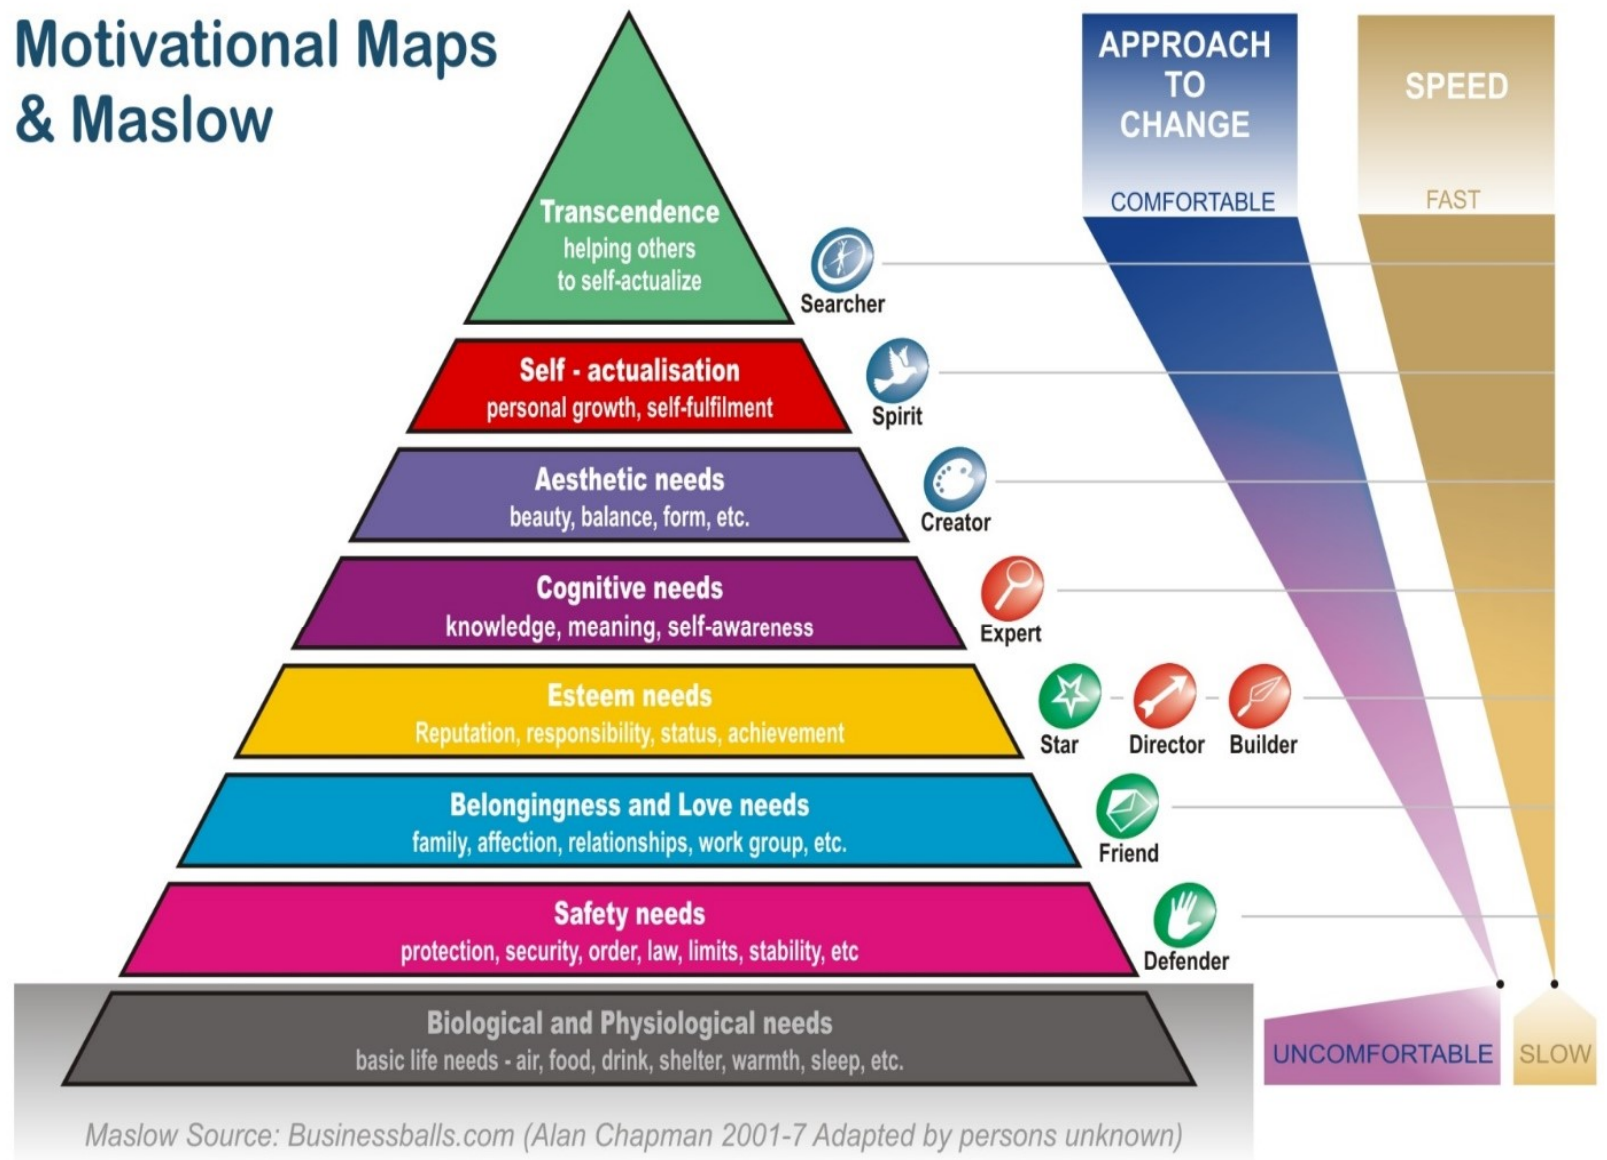 Motivational Maps
& Maslow
APPROACH
TO
CHANGE
COMFORTABLE
SPEED
FAST
Transcendence
helping others
to self-actualize
Searcher
Self - actualisation
personal growth, self-fulfilment
Spirit
Aesthetic needs
beauty, balance, form, etc.
Creator
Cognitive needs
knowledge, meaning, self-awareness
Expert
Esteem needs
Reputation, responsibility, status, achievement
Star
Director
Builder
Belongingness and Love needs
family, affection, relationships, work group, etc.
Friend
Safety needs
protection, security, order, law, limits, stability, etc
Defender
Biological and Physiological needs
basic life needs - air, food, drink, shelter, warmth, sleep, etc.
UNCOMFORTABLE
SLOW
Maslow Source: Businessballs.com (Alan Chapman 2001-7 Adapted by persons unknown)